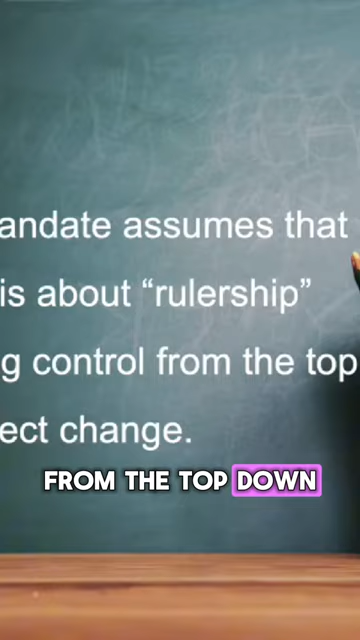 andate assumes that
is about “rulership”
g control from the top
ect change.
FROM THE TOP DOWN